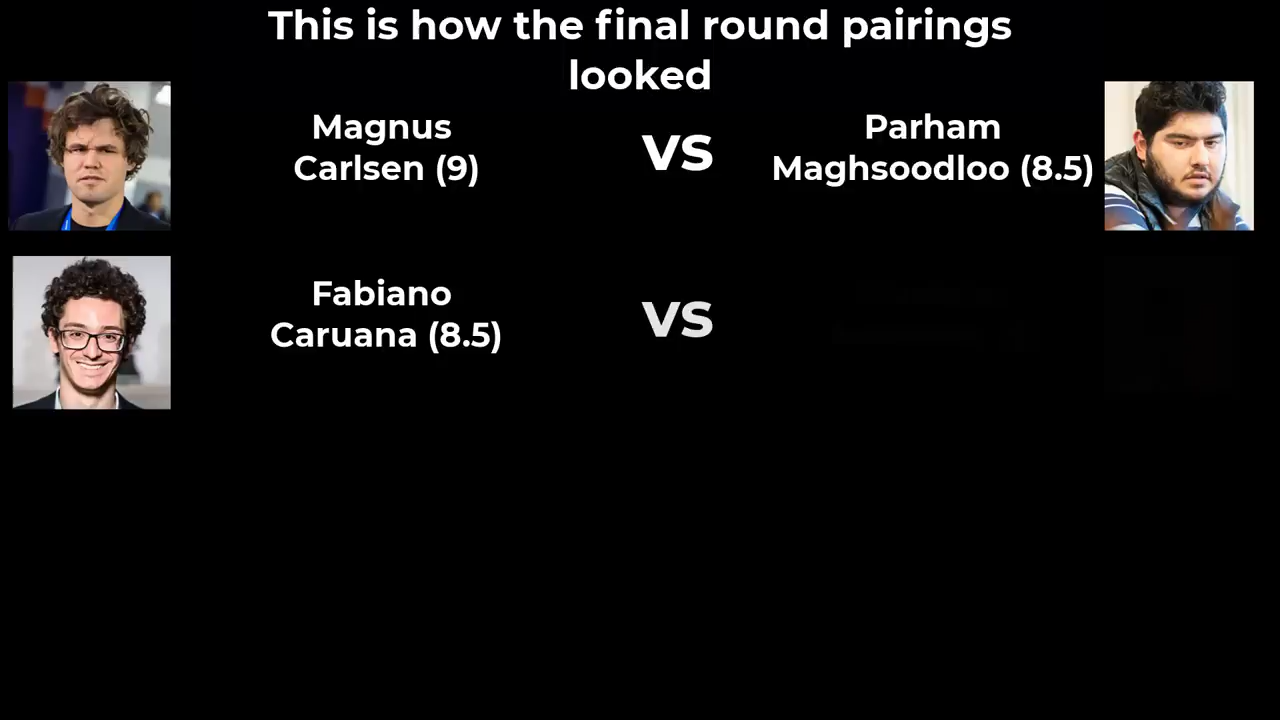 This is how the final round pairings
looked
Magnus
Carlsen (9)
vs
Parham
Maghsoodloo (8.5)
Fabiano
Caruana (8.5)
vs